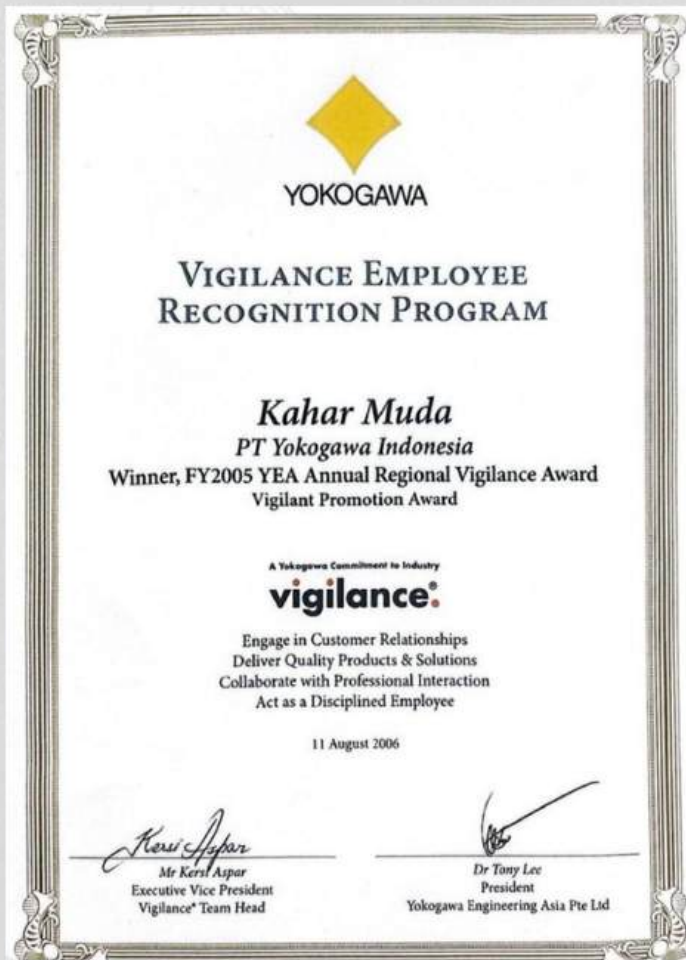 YOKOGAWA
VIGILANCE EMPLOYEE
RECOGNITION PROGRAM
Kahar Muda
PT Yokogawa Indonesia
Winner, FY2005 YEA Annual Regional Vigilance Award
Vigilant Promotion Award
A Yokogawa Commitment to Industry
vigilance®
Engage in Customer Relationships
Deliver Quality Products & Solutions
Collaborate with Professional Interaction
Act as a Disciplined Employee
11 August 2006
Kersi Aspar
Mr Kersi Aspar
Executive Vice President
Vigilance® Team Head
Dr Tony Lee
President
Yokogawa Engineering Asia Pte Ltd